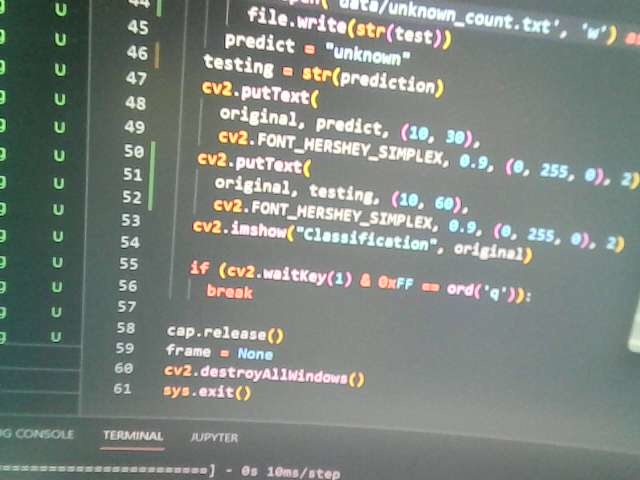 44 open('data/unknown_count.txt', 'w') as
45 file.write(str(test))
46 predict = "unknown"
47 testing = str(prediction)
48 cv2.putText(
49 original, predict, (10, 30),
50 cv2.FONT_HERSHEY_SIMPLEX, 0.9, (0, 255, 0), 2)
51 cv2.putText(
52 original, testing, (10, 60),
53 cv2.FONT_HERSHEY_SIMPLEX, 0.9, (0, 255, 0), 2)
54 cv2.imshow("Classification", original)
55 if (cv2.waitKey(1) & 0xFF == ord('q')):
56 break
57
58 cap.release()
59 frame = None
60 cv2.destroyAllWindows()
61 sys.exit()
g U
g U
g U
g U
g U
g U
g U
g U
g U
g U
g U
G CONSOLE TERMINAL JUPYTER
=========================] - 0s 10ms/step